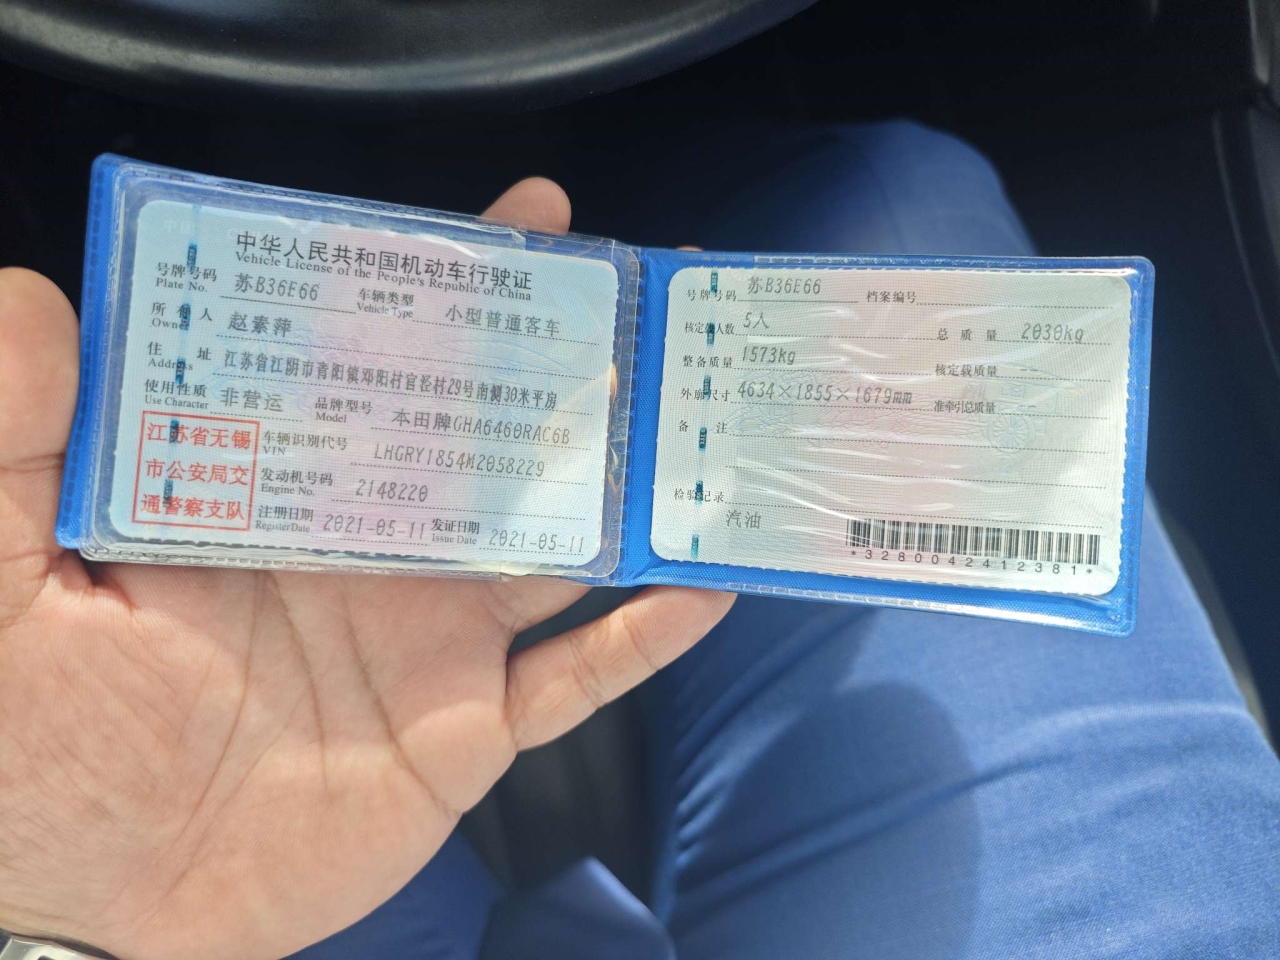 中华人民共和国机动车行驶证
Vehicle License of the People's Republic of China
号牌号码 苏B36E66 车辆类型 小型普通客车
Plate No. Vehicle Type
所有人 赵素萍
Owner
住址 江苏省江阴市青阳镇邓阳村官泾村29号南侧30米平房
Address
使用性质 非营运 品牌型号 本田牌GHA6460RAC6B
Use Character Model
江苏省无锡
市公安局交
通警察支队
车辆识别代号 LHGRY1854M2058229
VIN
发动机号码 2148220
Engine No.
注册日期 2021-05-11 发证日期 2021-05-11
Register Date Issue Date
号牌号码 苏B36E66 档案编号
核定载人数 5人 总质量 2030kg
整备质量 1573kg 核定载质量 --
外廓尺寸 4634×1855×1679mm 准牵引总质量 --
备注
检验记录
汽油
*3280042412381*